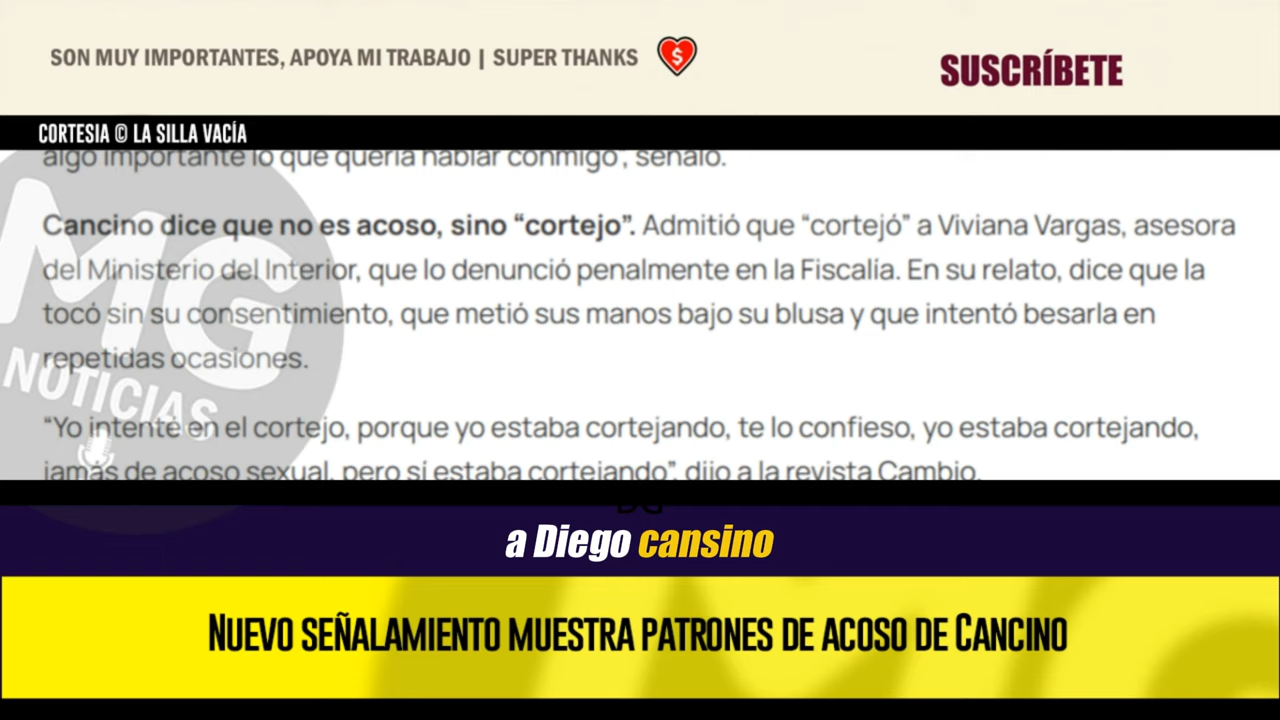 SON MUY IMPORTANTES, APOYA MI TRABAJO | SUPER THANKS
$
SUSCRÍBETE
CORTESIA © LA SILLA VACÍA
algo importante lo que quería hablar conmigo”, señaló.
Cancino dice que no es acoso, sino “cortejo”. Admitió que “cortejó” a Viviana Vargas, asesora
del Ministerio del Interior, que lo denunció penalmente en la Fiscalía. En su relato, dice que la
tocó sin su consentimiento, que metió sus manos bajo su blusa y que intentó besarla en
repetidas ocasiones.
“Yo intenté en el cortejo, porque yo estaba cortejando, te lo confieso, yo estaba cortejando,
jamás de acoso sexual, pero sí estaba cortejando”, dijo a la revista Cambio.
MG
NOTICIAS
a Diego cansino
NUEVO SEÑALAMIENTO MUESTRA PATRONES DE ACOSO DE CANCINO